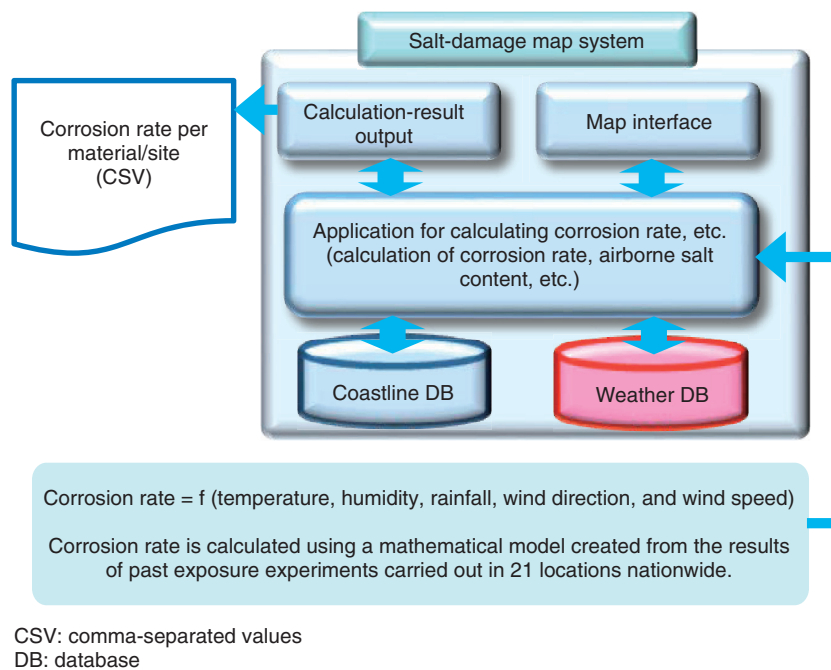 Salt-damage map system
Corrosion rate per
material/site
(CSV)
Calculation-result
output
Map interface
Application for calculating corrosion rate, etc.
(calculation of corrosion rate, airborne salt
content, etc.)
Coastline DB
Weather DB
Corrosion rate = f (temperature, humidity, rainfall, wind direction, and wind speed)
Corrosion rate is calculated using a mathematical model created from the results
of past exposure experiments carried out in 21 locations nationwide.
CSV: comma-separated values
DB: database